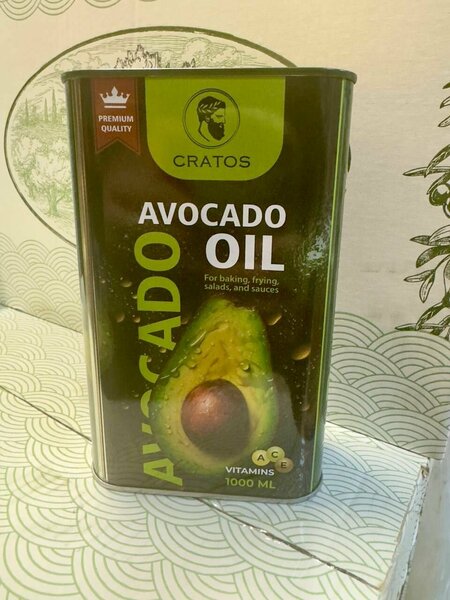 PREMIUM
QUALITY
CRATOS
AVOCADO
OIL
For baking, frying,
salads, and sauces
AVOCADO
A C E
VITAMINS
1000 ML